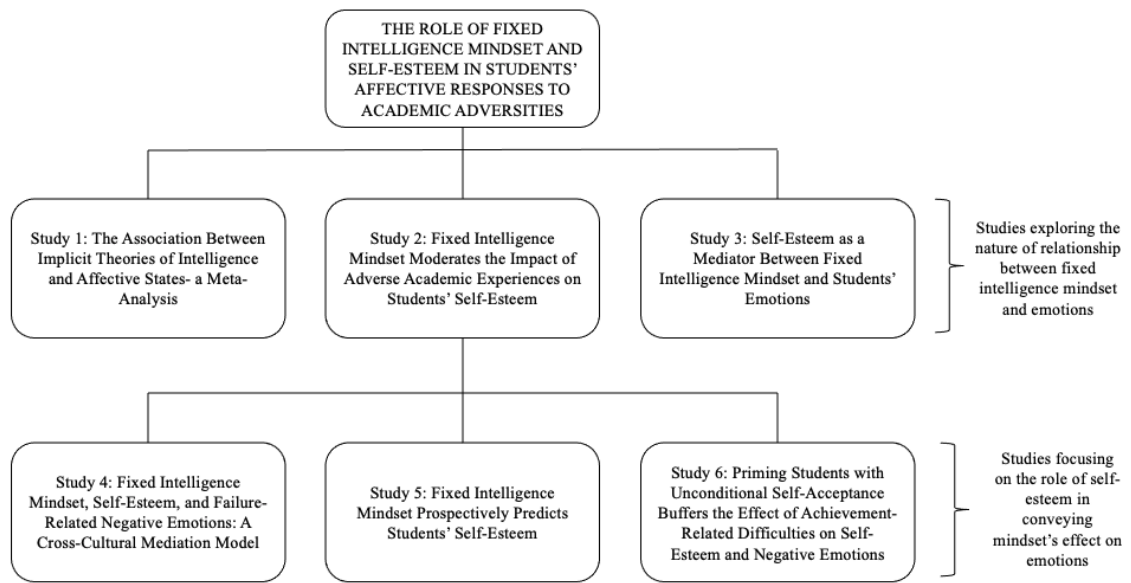 THE ROLE OF FIXED
INTELLIGENCE MINDSET AND
SELF-ESTEEM IN STUDENTS’
AFFECTIVE RESPONSES TO
ACADEMIC ADVERSITIES
Study 1: The Association Between
Implicit Theories of Intelligence
and Affective States- a Meta-
Analysis
Study 2: Fixed Intelligence
Mindset Moderates the Impact of
Adverse Academic Experiences on
Students’ Self-Esteem
Study 3: Self-Esteem as a
Mediator Between Fixed
Intelligence Mindset and Students’
Emotions
Studies exploring the
nature of relationship
between fixed
intelligence mindset
and emotions
Study 4: Fixed Intelligence
Mindset, Self-Esteem, and Failure-
Related Negative Emotions: A
Cross-Cultural Mediation Model
Study 5: Fixed Intelligence
Mindset Prospectively Predicts
Students’ Self-Esteem
Study 6: Priming Students with
Unconditional Self-Acceptance
Buffers the Effect of Achievement-
Related Difficulties on Self-
Esteem and Negative Emotions
Studies focusing
on the role of self-
esteem in
conveying
mindset’s effect on
emotions